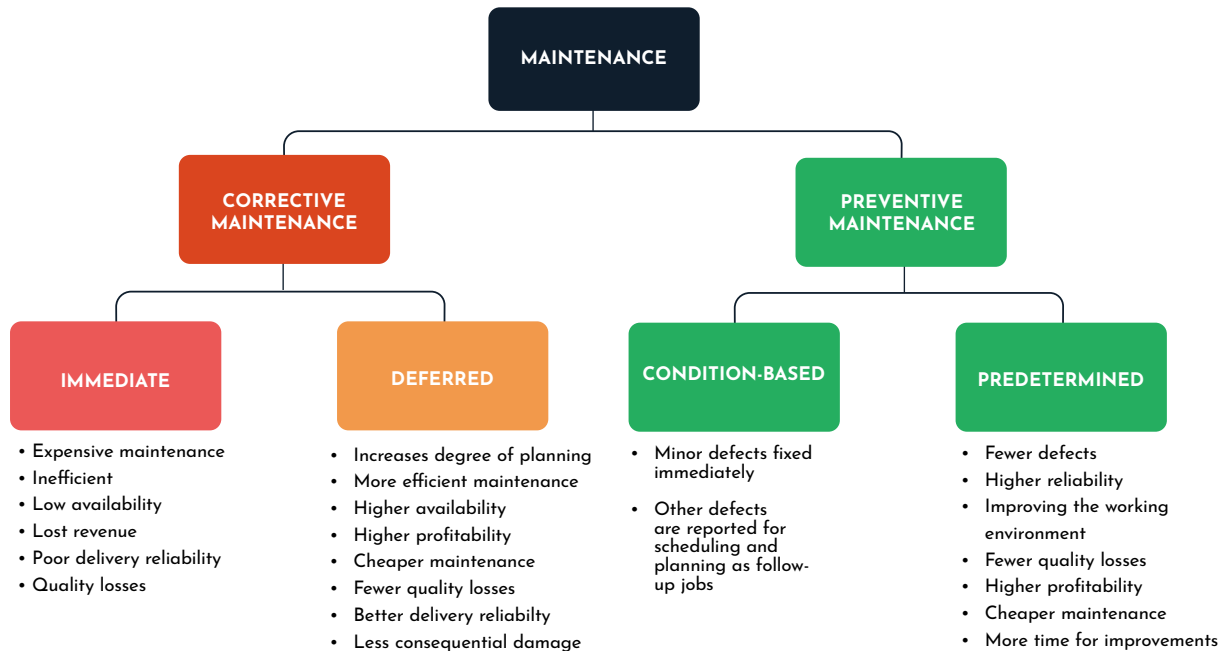 MAINTENANCE
CORRECTIVE
MAINTENANCE
PREVENTIVE
MAINTENANCE
IMMEDIATE
• Expensive maintenance
• Inefficient
• Low availability
• Lost revenue
• Poor delivery reliability
• Quality losses
DEFERRED
• Increases degree of planning
• More efficient maintenance
• Higher availability
• Higher profitability
• Cheaper maintenance
• Fewer quality losses
• Better delivery reliabilty
• Less consequential damage
CONDITION-BASED
• Minor defects fixed
immediately
• Other defects
are reported for
scheduling and
planning as follow-
up jobs
PREDETERMINED
• Fewer defects
• Higher reliability
• Improving the working
environment
• Fewer quality losses
• Higher profitability
• Cheaper maintenance
• More time for improvements